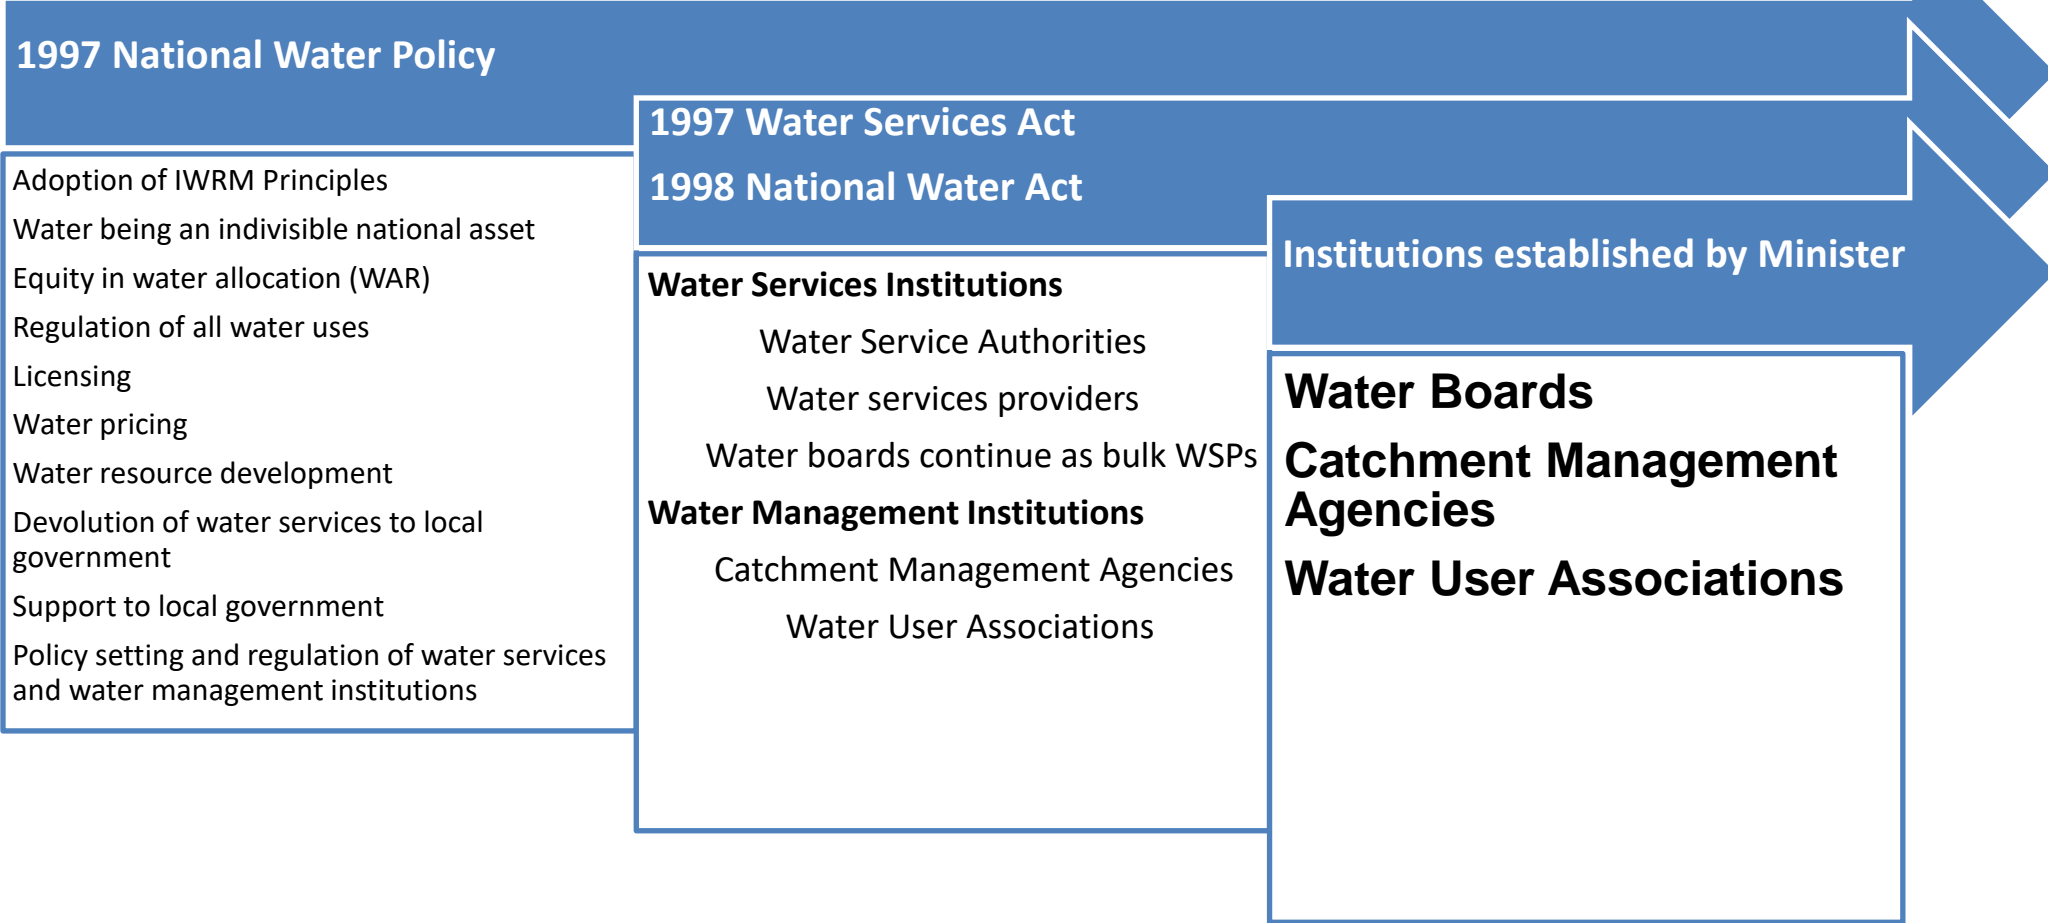 1997 National Water Policy
Adoption of IWRM Principles
Water being an indivisible national asset
Equity in water allocation (WAR)
Regulation of all water uses
Licensing
Water pricing
Water resource development
Devolution of water services to local
government
Support to local government
Policy setting and regulation of water services
and water management institutions
1997 Water Services Act
1998 National Water Act
Water Services Institutions
Water Service Authorities
Water services providers
Water boards continue as bulk WSPs
Water Management Institutions
Catchment Management Agencies
Water User Associations
Institutions established by Minister
Water Boards
Catchment Management
Agencies
Water User Associations